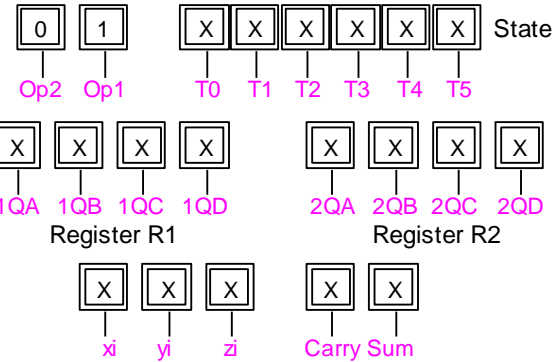 0 1 X X X X X X State
Op2 Op1 T0 T1 T2 T3 T4 T5
X X X X X X X X
1QA 1QB 1QC 1QD 2QA 2QB 2QC 2QD
Register R1 Register R2
X X X X X
xi yi zi Carry Sum